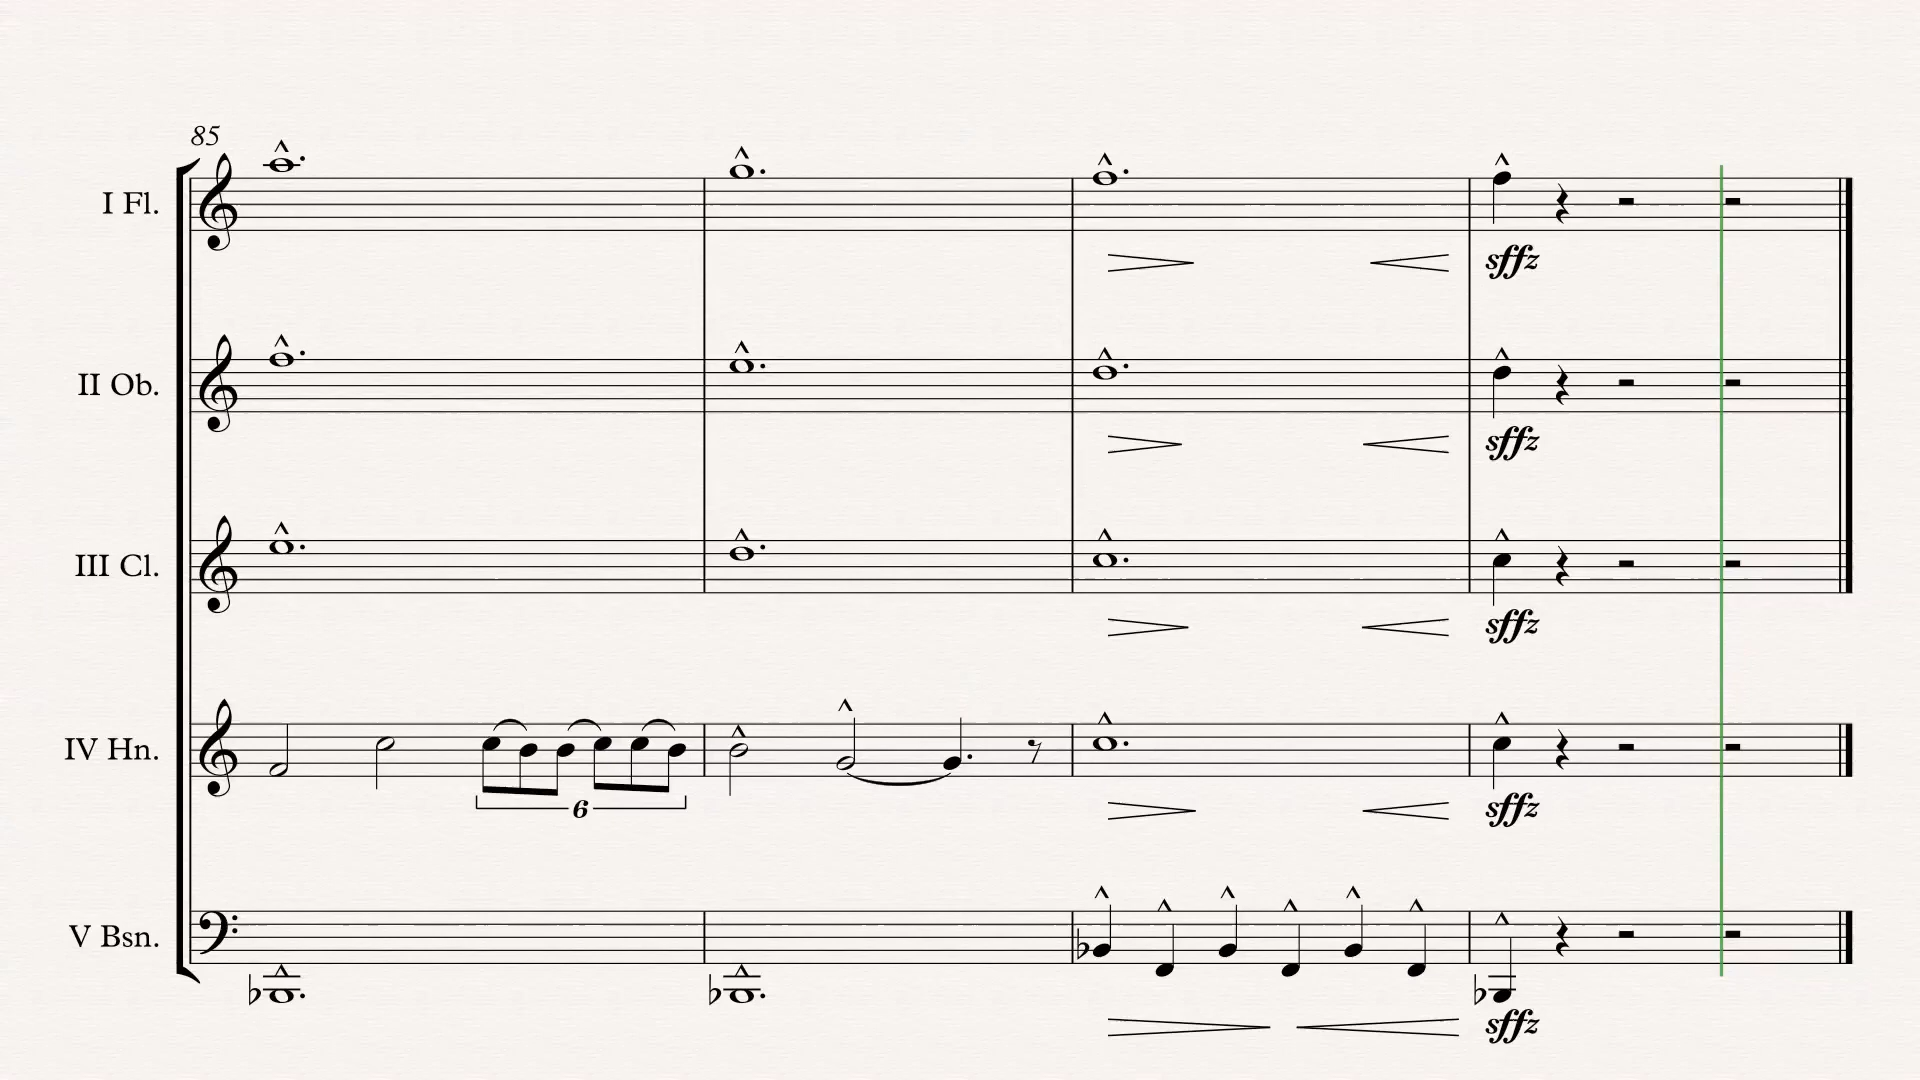 85
I Fl.
sffz
II Ob.
sffz
III Cl.
sffz
IV Hn.
6
sffz
V Bsn.
sffz